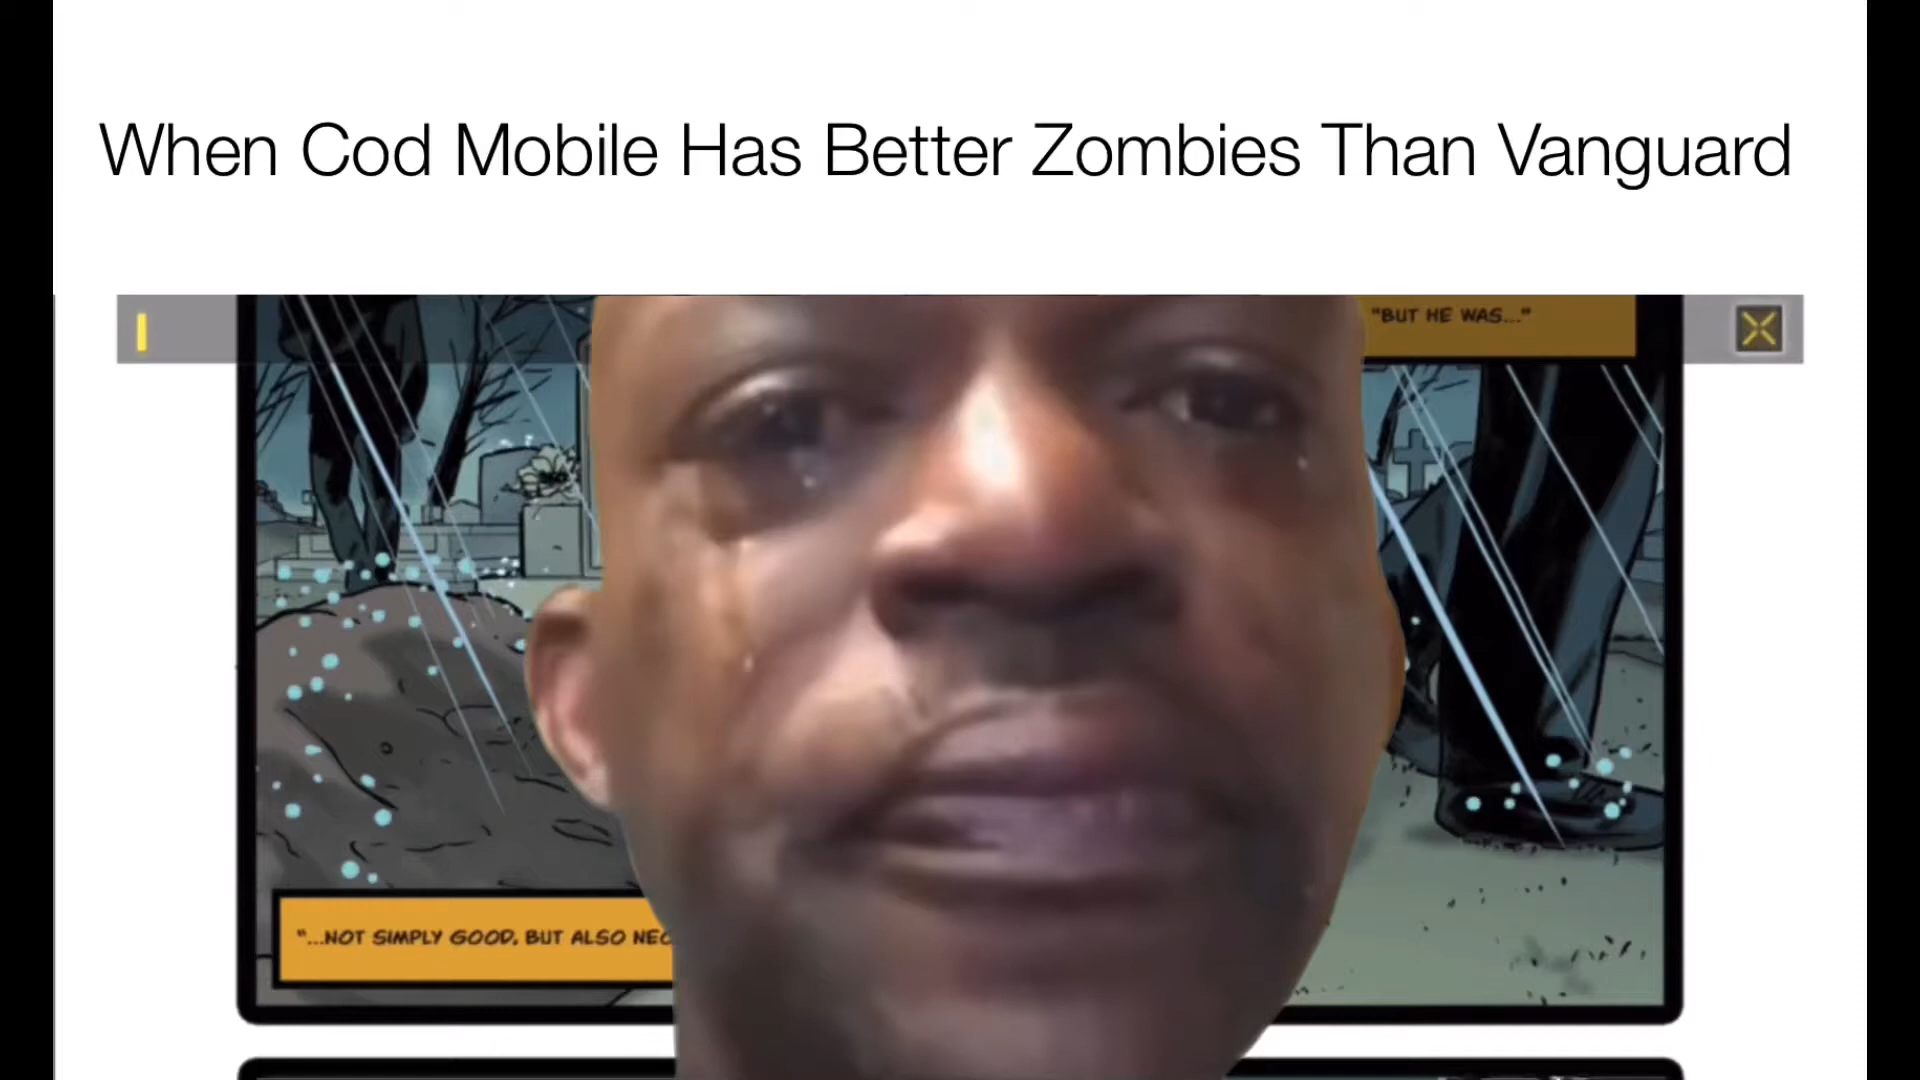 When Cod Mobile Has Better Zombies Than Vanguard
"BUT HE WAS..."
"...NOT SIMPLY GOOD, BUT ALSO